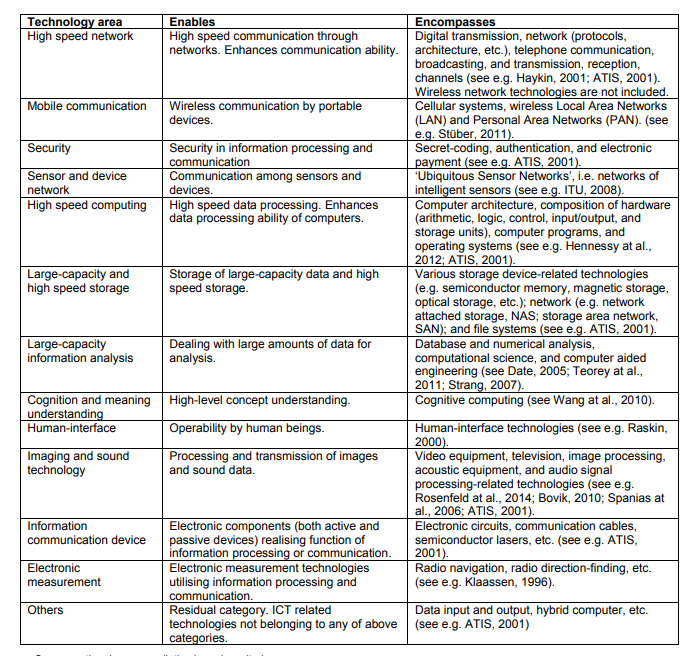 Technology area Enables Encompasses
High speed network
High speed communication through
networks. Enhances communication ability.
Digital transmission, network (protocols,
architecture, etc.), telephone communication,
broadcasting, and transmission, reception,
channels (see e.g. Haykin, 2001; ATIS, 2001).
Wireless network technologies are not included.
Mobile communication
Wireless communication by portable
devices.
Cellular systems, wireless Local Area Networks
(LAN) and Personal Area Networks (PAN). (see
e.g. Stüber, 2011).
Security
Security in information processing and
communication
Secret-coding, authentication, and electronic
payment (see e.g. ATIS, 2001).
Sensor and device
network
Communication among sensors and
devices.
‘Ubiquitous Sensor Networks’, i.e. networks of
intelligent sensors (see e.g. ITU, 2008).
High speed computing
High speed data processing. Enhances
data processing ability of computers.
Computer architecture, composition of hardware
(arithmetic, logic, control, input/output, and
storage units), computer programs, and
operating systems (see e.g. Hennessy at al.,
2012; ATIS, 2001).
Large-capacity and
high speed storage
Storage of large-capacity data and high
speed storage.
Various storage device-related technologies
(e.g. semiconductor memory, magnetic storage,
optical storage, etc.); network (e.g. network
attached storage, NAS; storage area network,
SAN); and file systems (see e.g. ATIS, 2001).
Large-capacity
information analysis
Dealing with large amounts of data for
analysis.
Database and numerical analysis,
computational science, and computer aided
engineering (see Date, 2005; Teorey at al.,
2011; Strang, 2007).
Cognition and meaning
understanding
High-level concept understanding.
Cognitive computing (see Wang at al., 2010).
Human-interface
Operability by human beings.
Human-interface technologies (see e.g. Raskin,
2000).
Imaging and sound
technology
Processing and transmission of images
and sound data.
Video equipment, television, image processing,
acoustic equipment, and audio signal
processing-related technologies (see e.g.
Rosenfeld at al., 2014; Bovik, 2010; Spanias at
al., 2006; ATIS, 2001).
Information
communication device
Electronic components (both active and
passive devices) realising function of
information processing or communication.
Electronic circuits, communication cables,
semiconductor lasers, etc. (see e.g. ATIS,
2001).
Electronic
measurement
Electronic measurement technologies
utilising information processing and
communication.
Radio navigation, radio direction-finding, etc.
(see e.g. Klaassen, 1996).
Others
Residual category. ICT related
technologies not belonging to any of above
categories.
Data input and output, hybrid computer, etc.
(see e.g. ATIS, 2001)